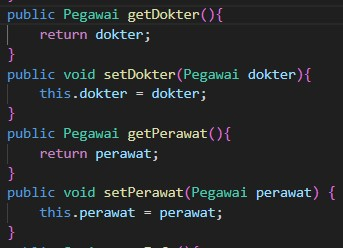 public Pegawai getDokter(){
    return dokter;
}
public void setDokter(Pegawai dokter){
    this.dokter = dokter;
}
public Pegawai getPerawat(){
    return perawat;
}
public void setPerawat(Pegawai perawat) {
    this.perawat = perawat;
}